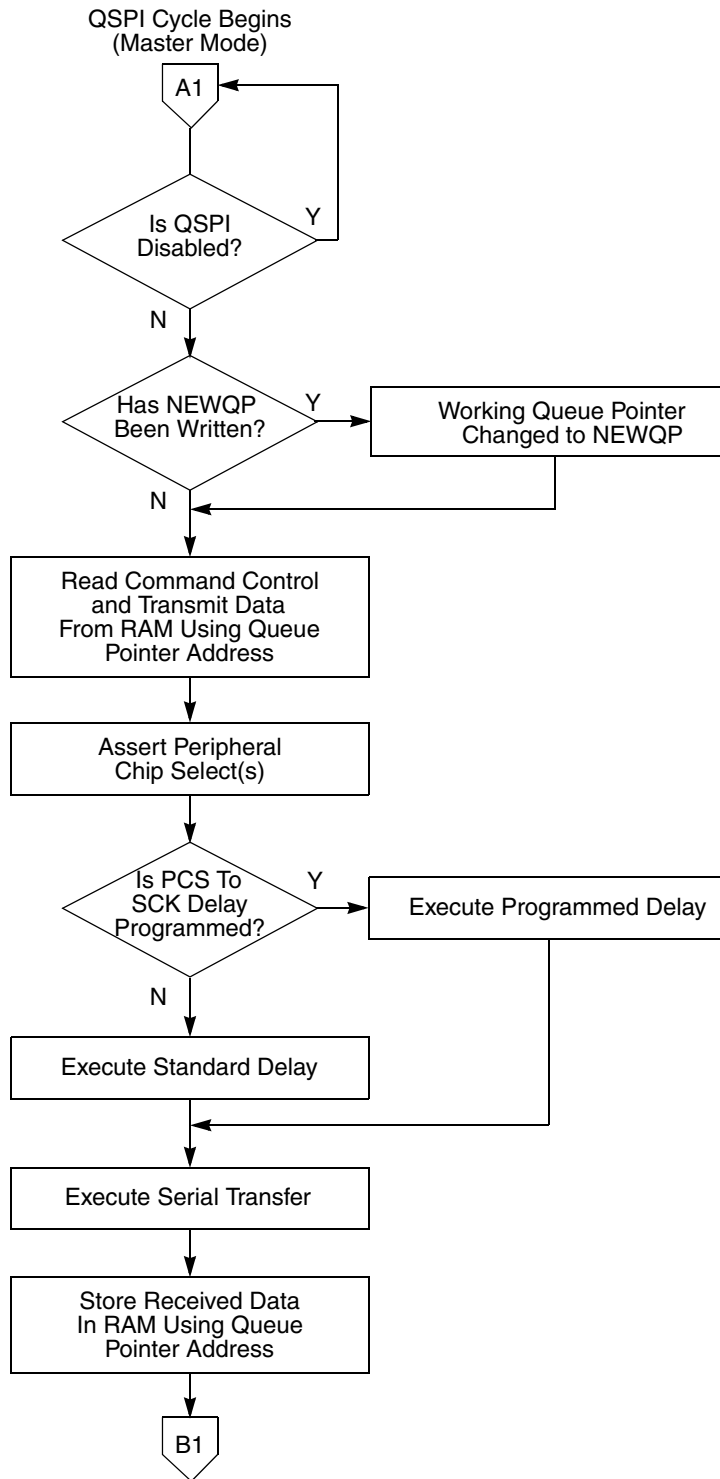 QSPI Cycle Begins
(Master Mode)
A1
Is QSPI
Disabled?
Y
N
Has NEWQP
Been Written?
Y
Working Queue Pointer
Changed to NEWQP
N
Read Command Control
and Transmit Data
From RAM Using Queue
Pointer Address
Assert Peripheral
Chip Select(s)
Is PCS To
SCK Delay
Programmed?
Y
Execute Programmed Delay
N
Execute Standard Delay
Execute Serial Transfer
Store Received Data
In RAM Using Queue
Pointer Address
B1